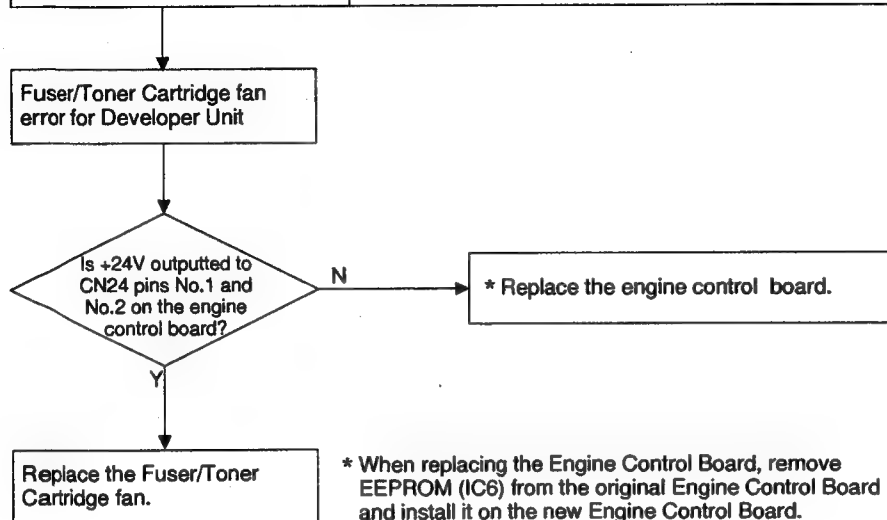 Fuser/Toner Cartridge fan
error for Developer Unit
Is +24V outputted to
CN24 pins No.1 and
No.2 on the engine
control board?
N
* Replace the engine control board.
Y
Replace the Fuser/Toner
Cartridge fan.
* When replacing the Engine Control Board, remove
EEPROM (IC6) from the original Engine Control Board
and install it on the new Engine Control Board.